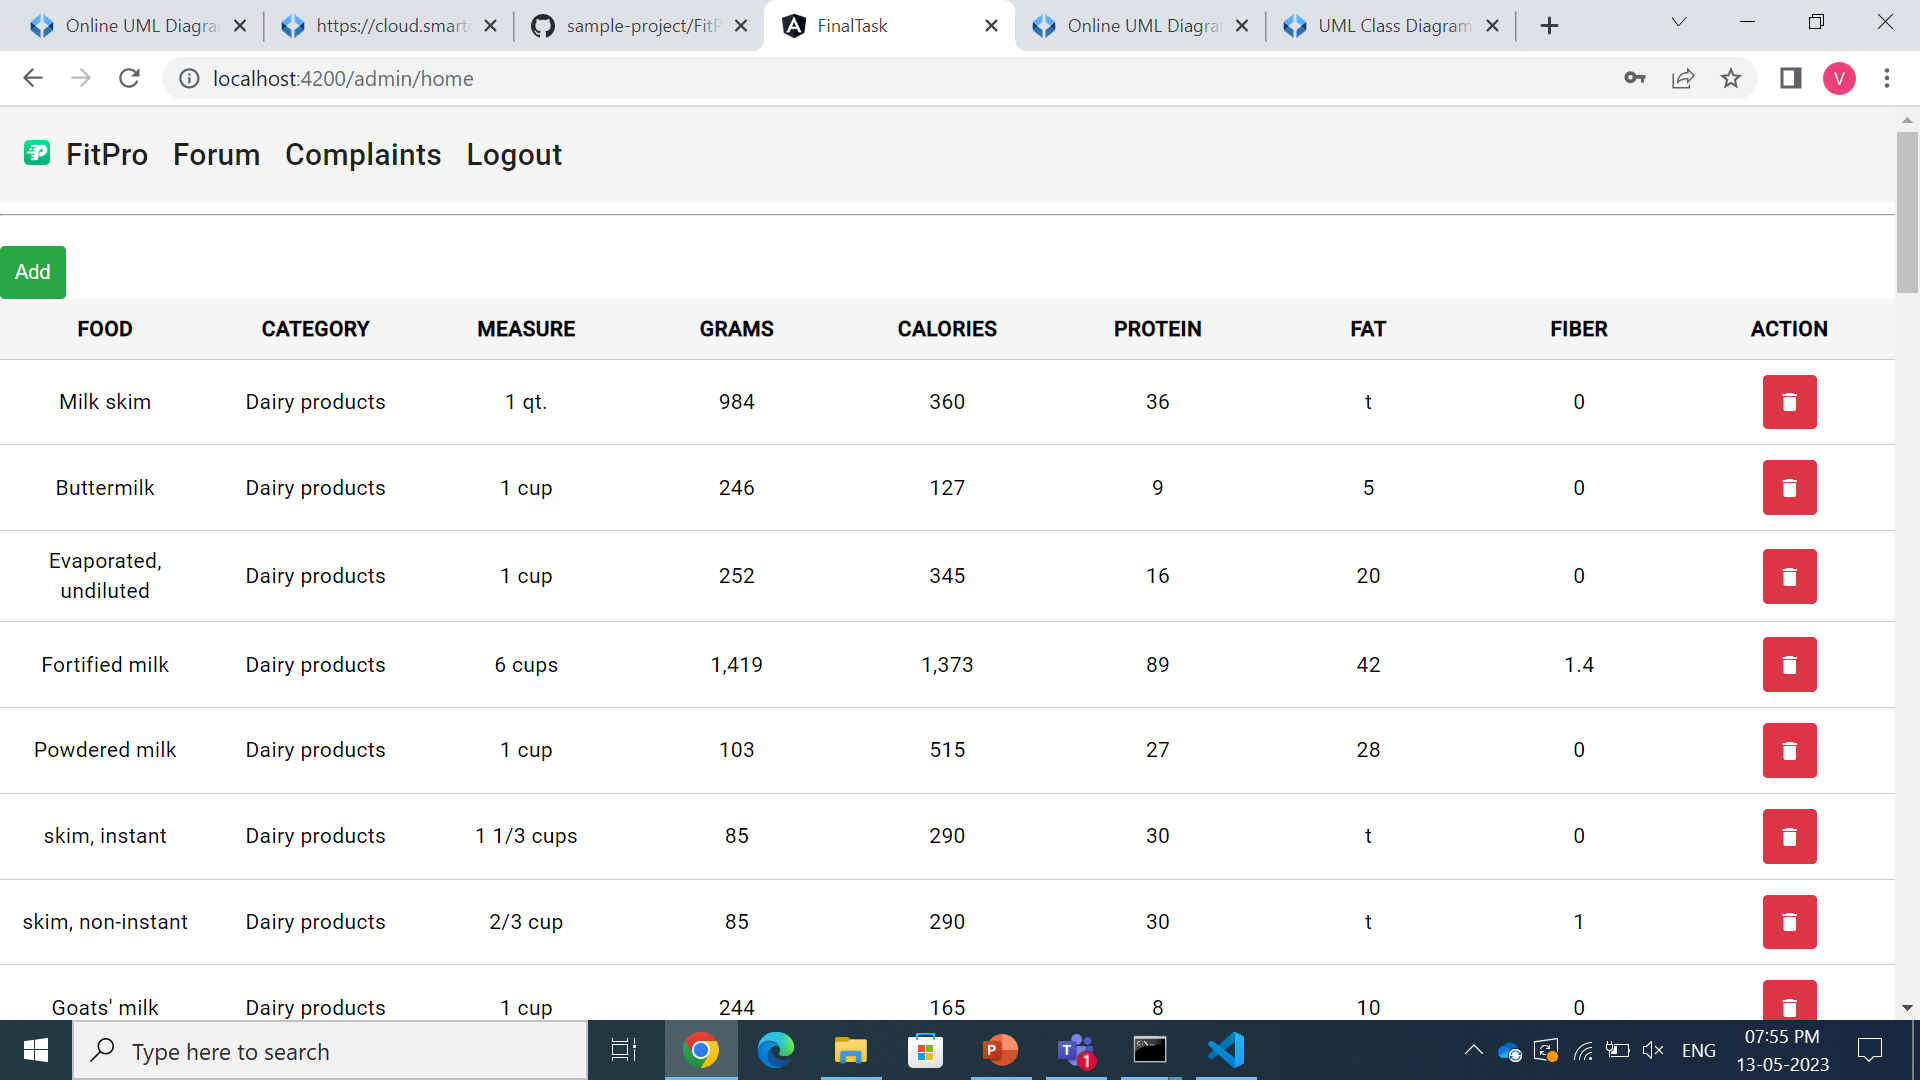 Online UML Diagra
https://cloud.smarto
sample-project/FitP
FinalTask
Online UML Diagra
UML Class Diagram
localhost:4200/admin/home
V
FitPro Forum Complaints Logout
Add
FOOD CATEGORY MEASURE GRAMS CALORIES PROTEIN FAT FIBER ACTION
Milk skim Dairy products 1 qt. 984 360 36 t 0
Buttermilk Dairy products 1 cup 246 127 9 5 0
Evaporated,
undiluted Dairy products 1 cup 252 345 16 20 0
Fortified milk Dairy products 6 cups 1,419 1,373 89 42 1.4
Powdered milk Dairy products 1 cup 103 515 27 28 0
skim, instant Dairy products 1 1/3 cups 85 290 30 t 0
skim, non-instant Dairy products 2/3 cup 85 290 30 t 1
Goats' milk Dairy products 1 cup 244 165 8 10 0
Type here to search
1
ENG
07:55 PM
13-05-2023